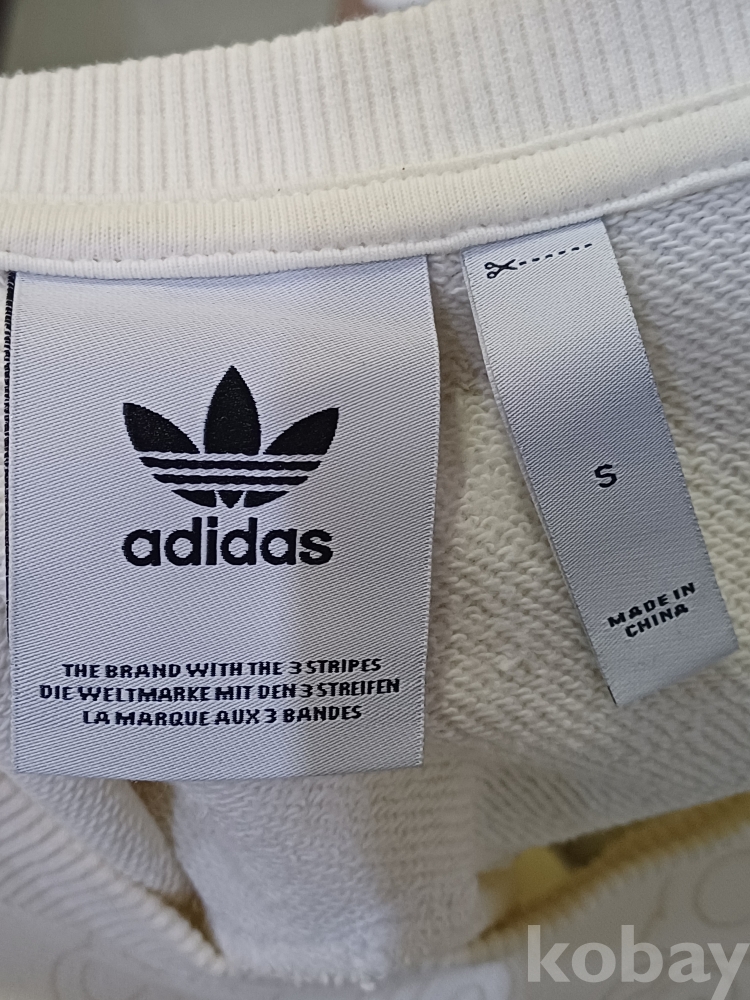 adidas
THE BRAND WITH THE 3 STRIPES
DIE WELTMARKE MIT DEN 3 STREIFEN
LA MARQUE AUX 3 BANDES
S
MADE IN
CHINA
kobay